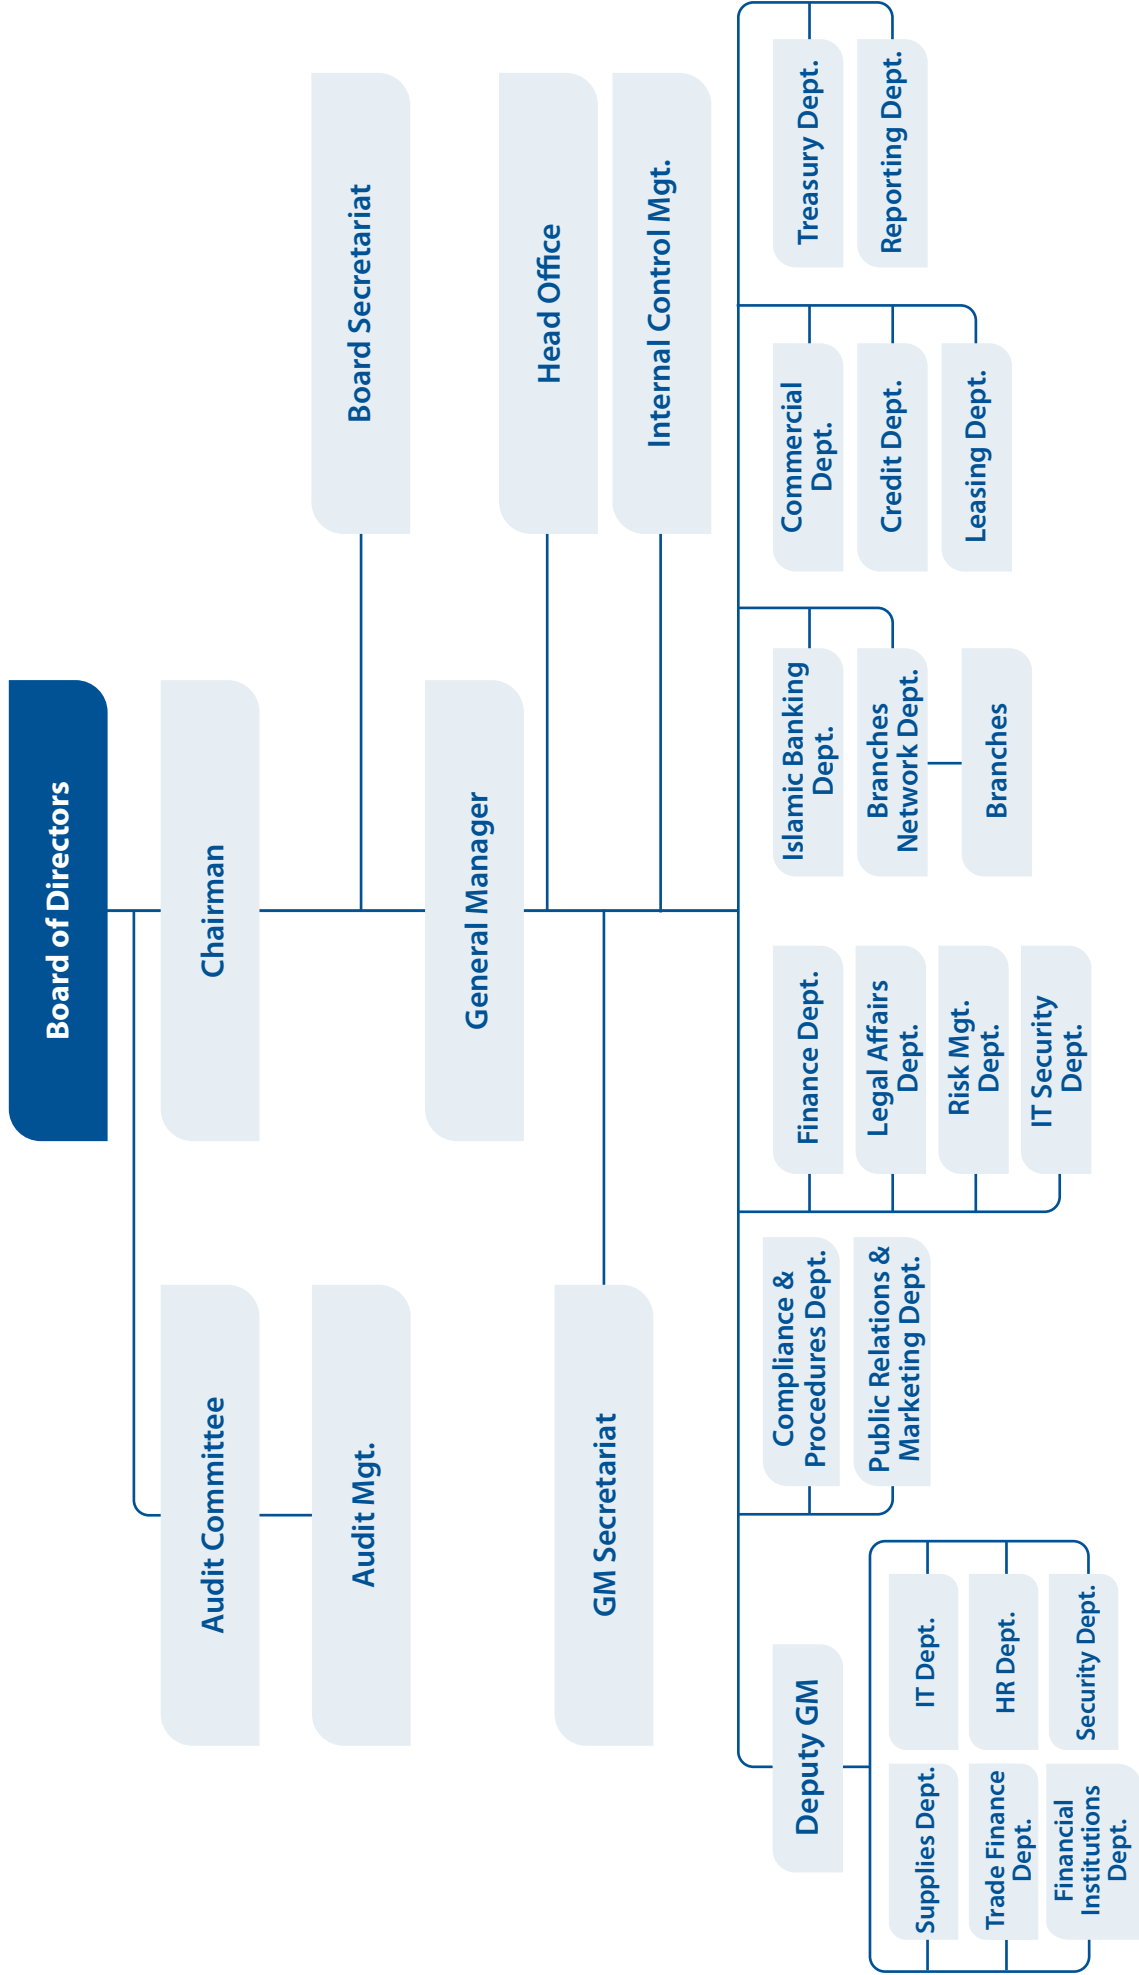 Board of Directors
Audit Committee
Chairman
Audit Mgt.
Board Secretariat
General Manager
Head Office
GM Secretariat
Internal Control Mgt.
Deputy GM
Supplies Dept.
IT Dept.
Trade Finance
Dept.
HR Dept.
Financial
Institutions
Dept.
Security Dept.
Compliance &
Procedures Dept.
Public Relations &
Marketing Dept.
Finance Dept.
Legal Affairs
Dept.
Risk Mgt.
Dept.
IT Security
Dept.
Islamic Banking
Dept.
Branches
Network Dept.
Branches
Commercial
Dept.
Credit Dept.
Leasing Dept.
Treasury Dept.
Reporting Dept.